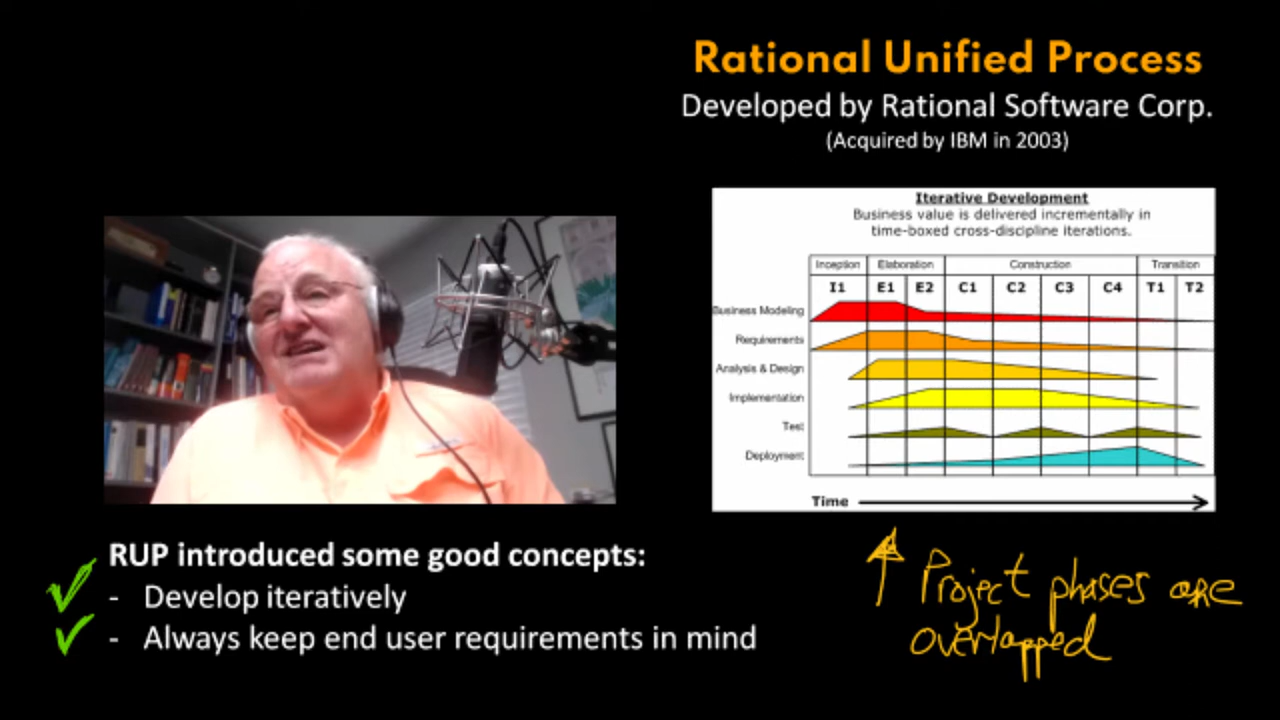 Rational Unified Process
Developed by Rational Software Corp.
(Acquired by IBM in 2003)
Iterative Development
Business value is delivered incrementally in
time-boxed cross-discipline iterations.
Inception Elaboration Construction Transition
I1 E1 E2 C1 C2 C3 C4 T1 T2
Business Modeling
Requirements
Analysis & Design
Implementation
Test
Deployment
Time
RUP introduced some good concepts:
- Develop iteratively
- Always keep end user requirements in mind
Project phases are
overlapped